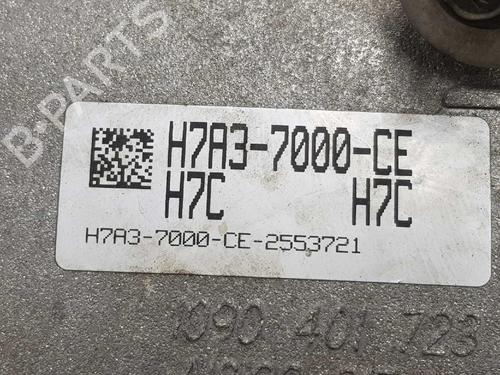 B-PARTS
H7A3-7000-CE
H7C H7C
H7A3-7000-CE-2553721
1090 401 723